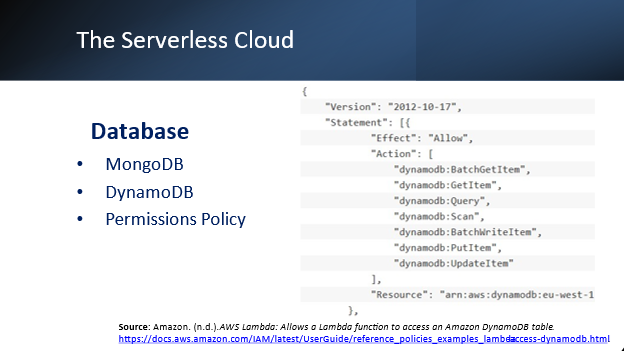 The Serverless Cloud
Database
• MongoDB
• DynamoDB
• Permissions Policy
{
"Version": "2012-10-17",
"Statement": [{
"Effect": "Allow",
"Action": [
"dynamodb:BatchGetItem",
"dynamodb:GetItem",
"dynamodb:Query",
"dynamodb:Scan",
"dynamodb:BatchWriteItem",
"dynamodb:PutItem",
"dynamodb:UpdateItem"
],
"Resource": "arn:aws:dynamodb:eu-west-1
},
Source: Amazon. (n.d.).AWS Lambda: Allows a Lambda function to access an Amazon DynamoDB table.
https://docs.aws.amazon.com/IAM/latest/UserGuide/reference_policies_examples_lambda-access-dynamodb.html